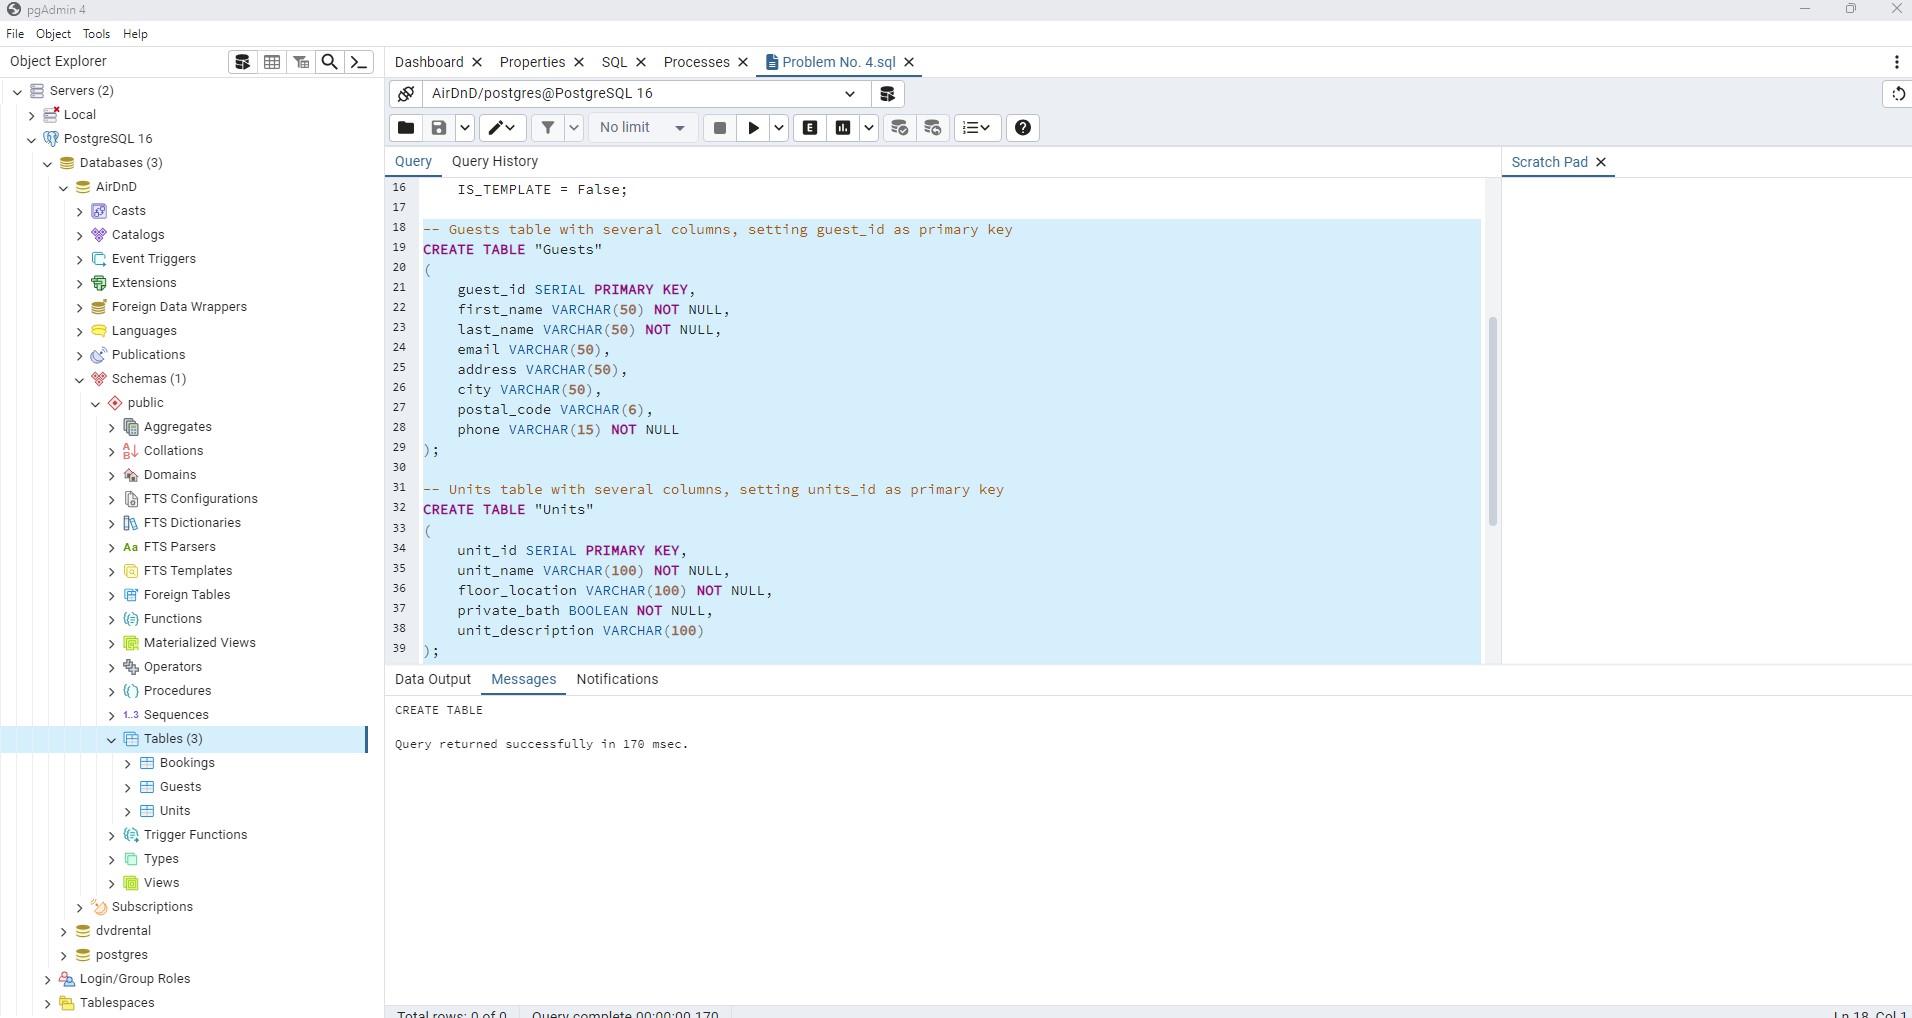 pgAdmin 4
File Object Tools Help
Object Explorer
Servers (2)
Local
PostgreSQL 16
Databases (3)
AirDnD
Casts
Catalogs
Event Triggers
Extensions
Foreign Data Wrappers
Languages
Publications
Schemas (1)
public
Aggregates
Collations
Domains
FTS Configurations
FTS Dictionaries
Aa FTS Parsers
FTS Templates
Foreign Tables
Functions
Materialized Views
Operators
Procedures
1..3 Sequences
Tables (3)
Bookings
Guests
Units
Trigger Functions
Types
Views
Subscriptions
dvdrental
postgres
Login/Group Roles
Tablespaces
Dashboard Properties SQL Processes Problem No. 4.sql
AirDnD/postgres@PostgreSQL 16
No limit E
Query Query History
16 IS_TEMPLATE = False;
17
18 -- Guests table with several columns, setting guest_id as primary key
19 CREATE TABLE "Guests"
20 (
21 guest_id SERIAL PRIMARY KEY,
22 first_name VARCHAR(50) NOT NULL,
23 last_name VARCHAR(50) NOT NULL,
24 email VARCHAR(50),
25 address VARCHAR(50),
26 city VARCHAR(50),
27 postal_code VARCHAR(6),
28 phone VARCHAR(15) NOT NULL
29 );
30
31 -- Units table with several columns, setting units_id as primary key
32 CREATE TABLE "Units"
33 (
34 unit_id SERIAL PRIMARY KEY,
35 unit_name VARCHAR(100) NOT NULL,
36 floor_location VARCHAR(100) NOT NULL,
37 private_bath BOOLEAN NOT NULL,
38 unit_description VARCHAR(100)
39 );
Scratch Pad
Data Output Messages Notifications
CREATE TABLE
Query returned successfully in 170 msec.
Total rows: 0 of 0 Query complete 00:00:00.170 Ln 18, Col 1